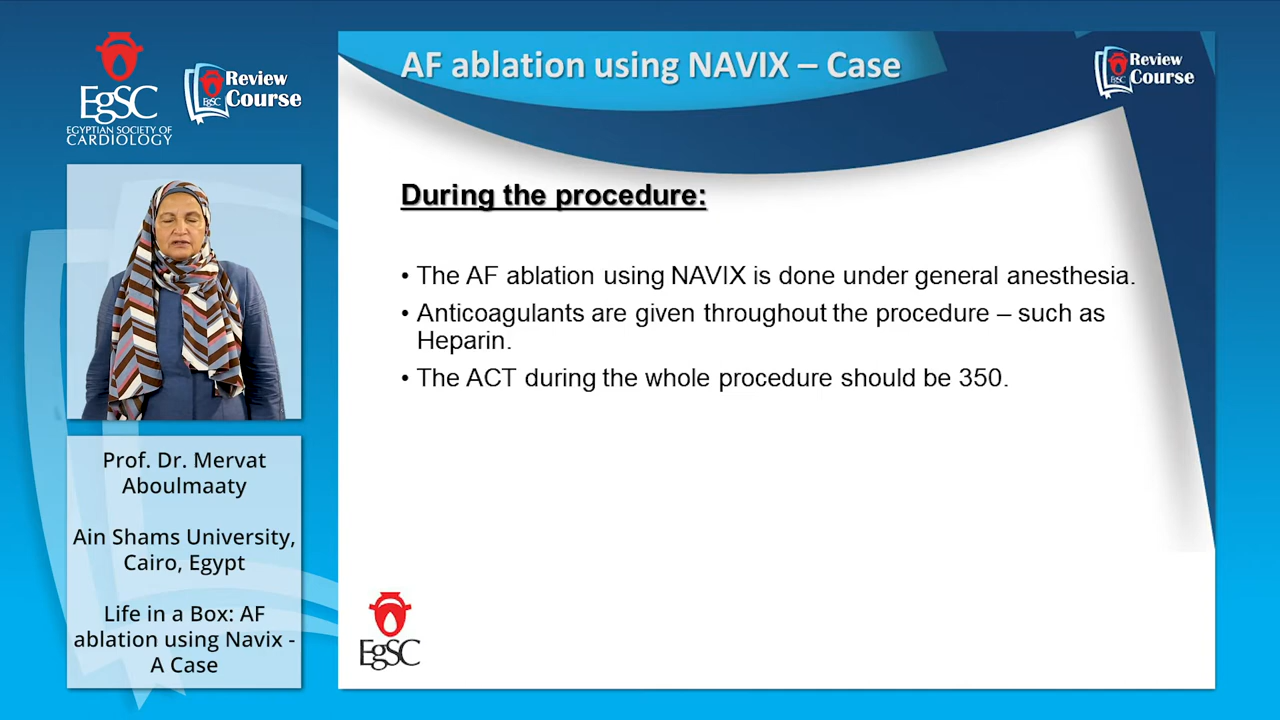 EgSC
EGYPTIAN SOCIETY OF
CARDIOLOGY
EgSC
Review
Course
Prof. Dr. Mervat
Aboulmaaty
Ain Shams University,
Cairo, Egypt
Life in a Box: AF
ablation using Navix -
A Case
AF ablation using NAVIX – Case
EgSC
Review
Course
During the procedure:
• The AF ablation using NAVIX is done under general anesthesia.
• Anticoagulants are given throughout the procedure – such as
Heparin.
• The ACT during the whole procedure should be 350.
EgSC